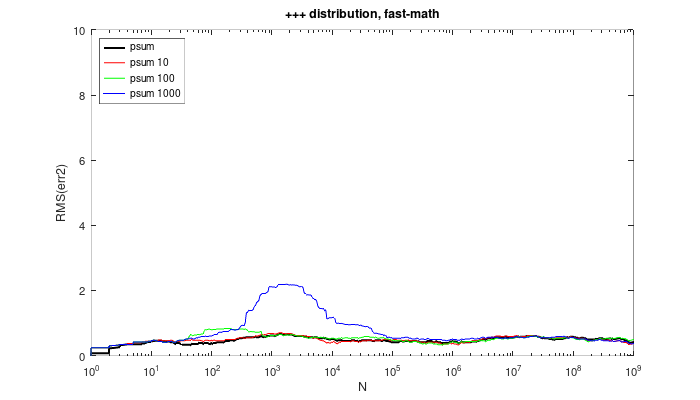 +++ distribution, fast-math
psum
psum 10
psum 100
psum 1000
10
8
6
4
2
0
RMS(err2)
10^0 10^1 10^2 10^3 10^4 10^5 10^6 10^7 10^8 10^9
N